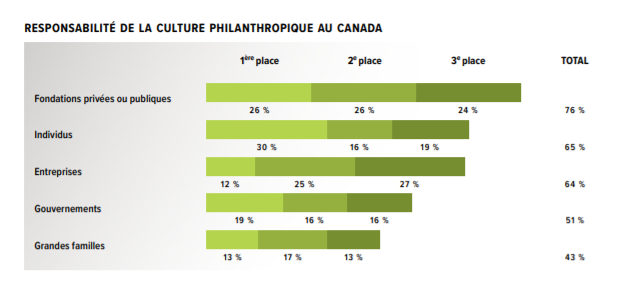 RESPONSABILITÉ DE LA CULTURE PHILANTHROPIQUE AU CANADA
1ère place 2e place 3e place TOTAL
Fondations privées ou publiques
26 % 26 % 24 % 76 %
Individus
30 % 16 % 19 % 65 %
Entreprises
12 % 25 % 27 % 64 %
Gouvernements
19 % 16 % 16 % 51 %
Grandes familles
13 % 17 % 13 % 43 %